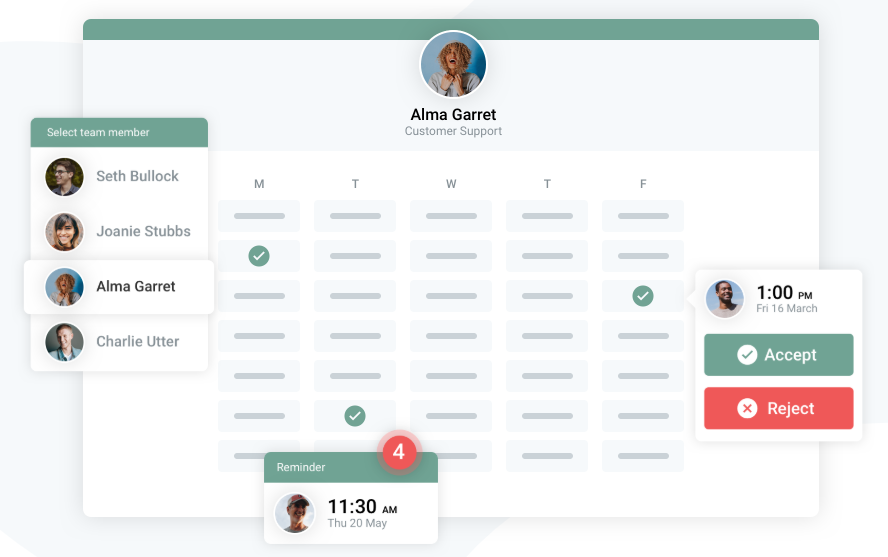 Alma Garret
Customer Support
Select team member
Seth Bullock
Joanie Stubbs
Alma Garret
Charlie Utter
M T W T F
1:00 PM
Fri 16 March
Accept
Reject
4
Reminder
11:30 AM
Thu 20 May